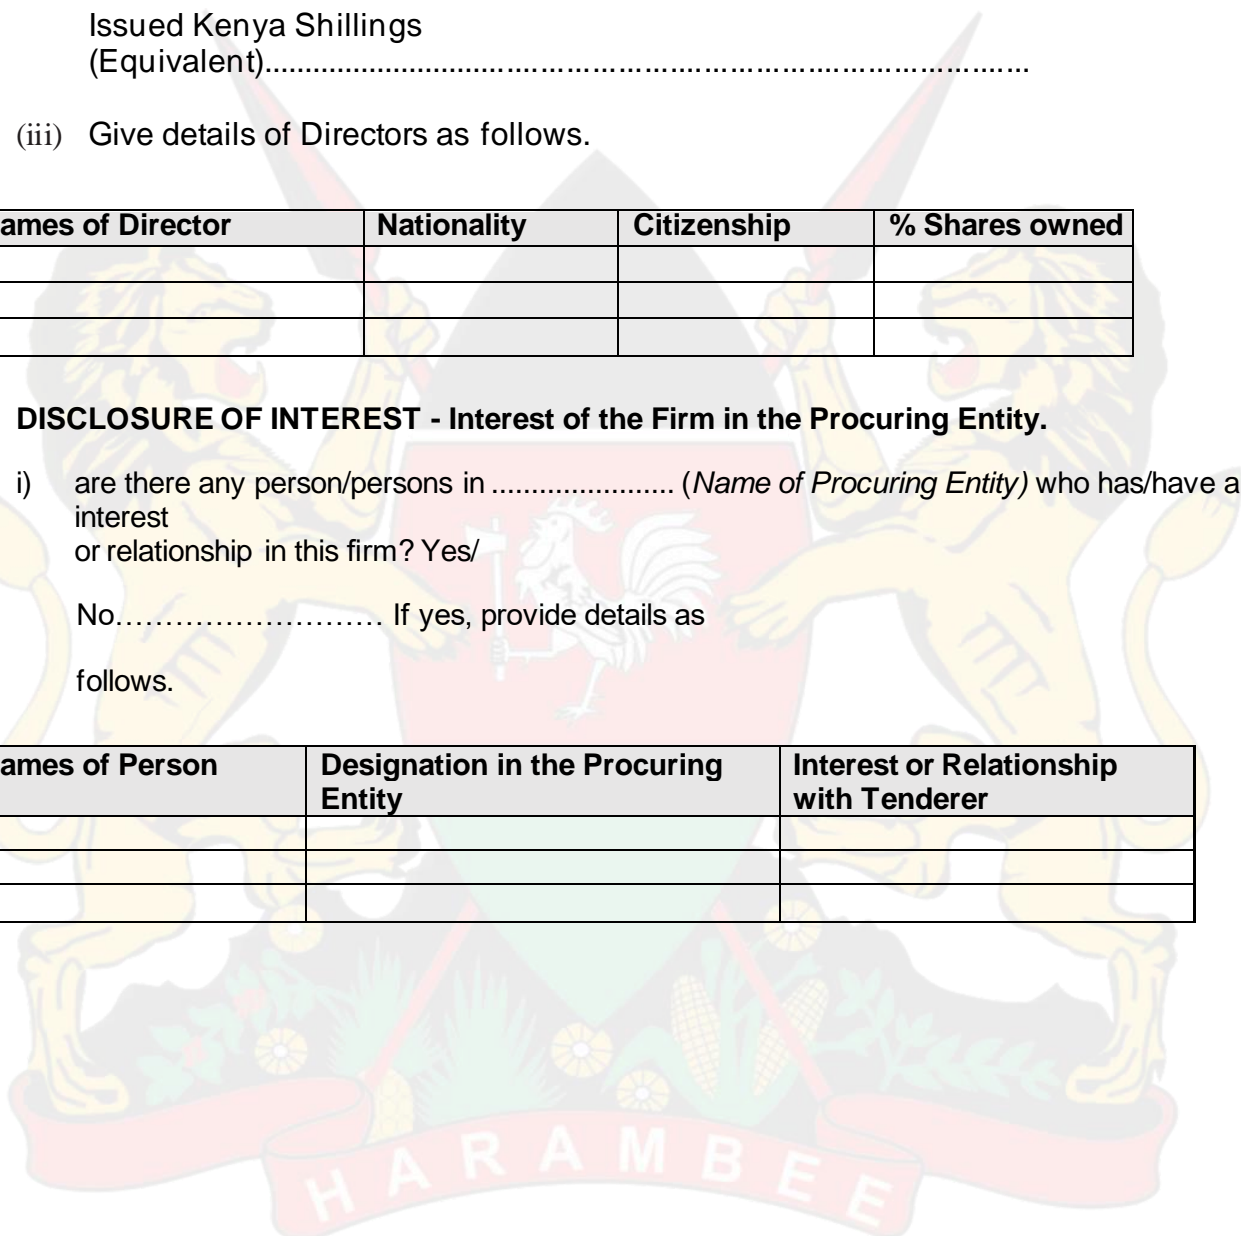 Issued Kenya Shillings
(Equivalent)................................................................................................
(iii) Give details of Directors as follows.
ames of Director Nationality Citizenship % Shares owned
DISCLOSURE OF INTEREST - Interest of the Firm in the Procuring Entity.
i) are there any person/persons in ....................... (Name of Procuring Entity) who has/have a
interest
or relationship in this firm? Yes/
No........................... If yes, provide details as
follows.
ames of Person Designation in the Procuring Interest or Relationship
Entity with Tenderer
HARAMBEE